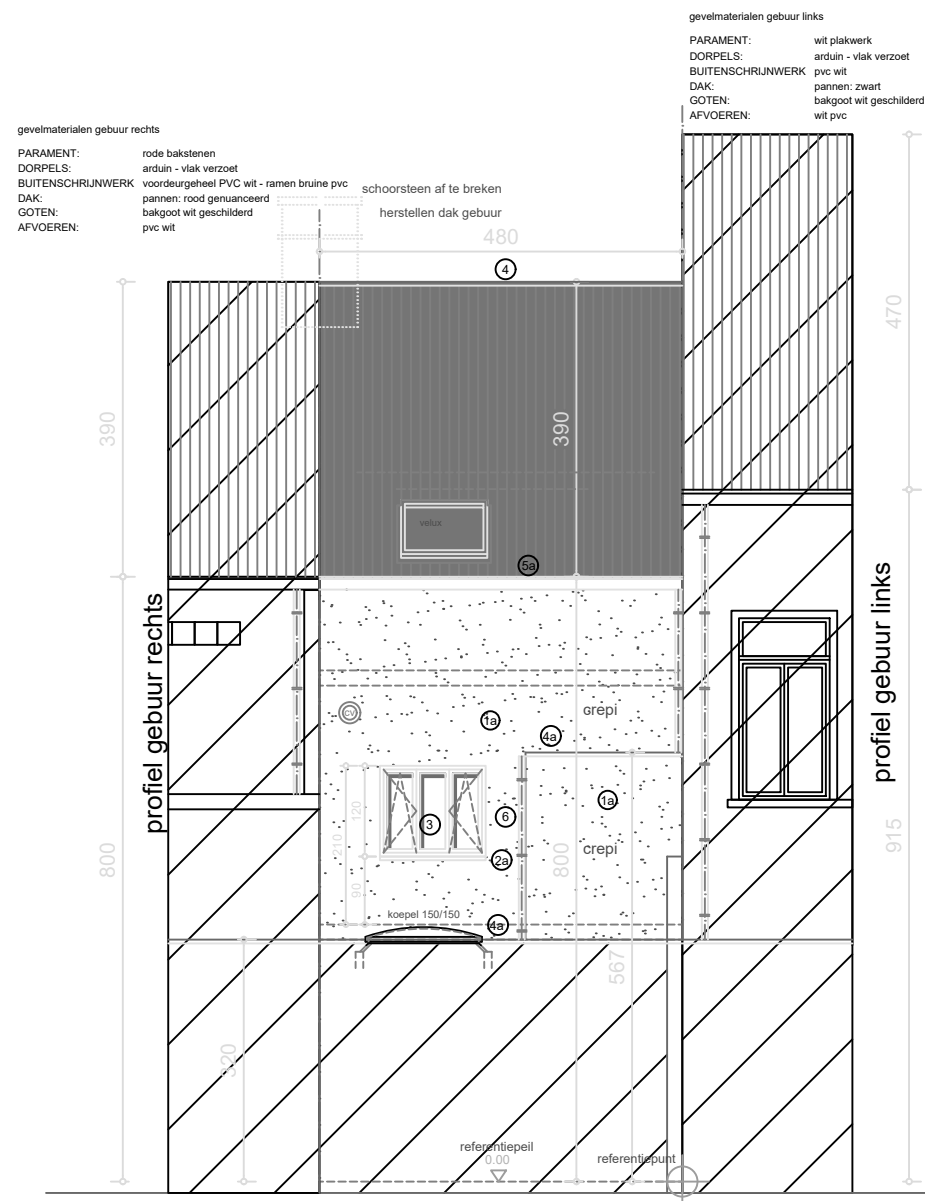 gevelmaterialen gebuur links
PARAMENT: wit plakwerk
DORPELS: arduin - vlak verzoet
BUITENSCHRIJNWERK pvc wit
DAK: pannen: zwart
GOTEN: bakgoot wit geschilderd
AFVOEREN: wit pvc
gevelmaterialen gebuur rechts
PARAMENT: rode bakstenen
DORPELS: arduin - vlak verzoet
BUITENSCHRIJNWERK voordeurgeheel PVC wit - ramen bruine pvc
DAK: pannen: rood genuanceerd
GOTEN: bakgoot wit geschilderd
AFVOEREN: pvc wit
schoorsteen af te breken
herstellen dak gebuur
480
4
470
390
390
velux
5a
profiel gebuur rechts
profiel gebuur links
CV
1a
crepi
4a
120
3
6
1a
210
2a
crepi
800
800
915
90
koepel 150/150
4a
567
320
referentiepeil
0.00
referentiepunt